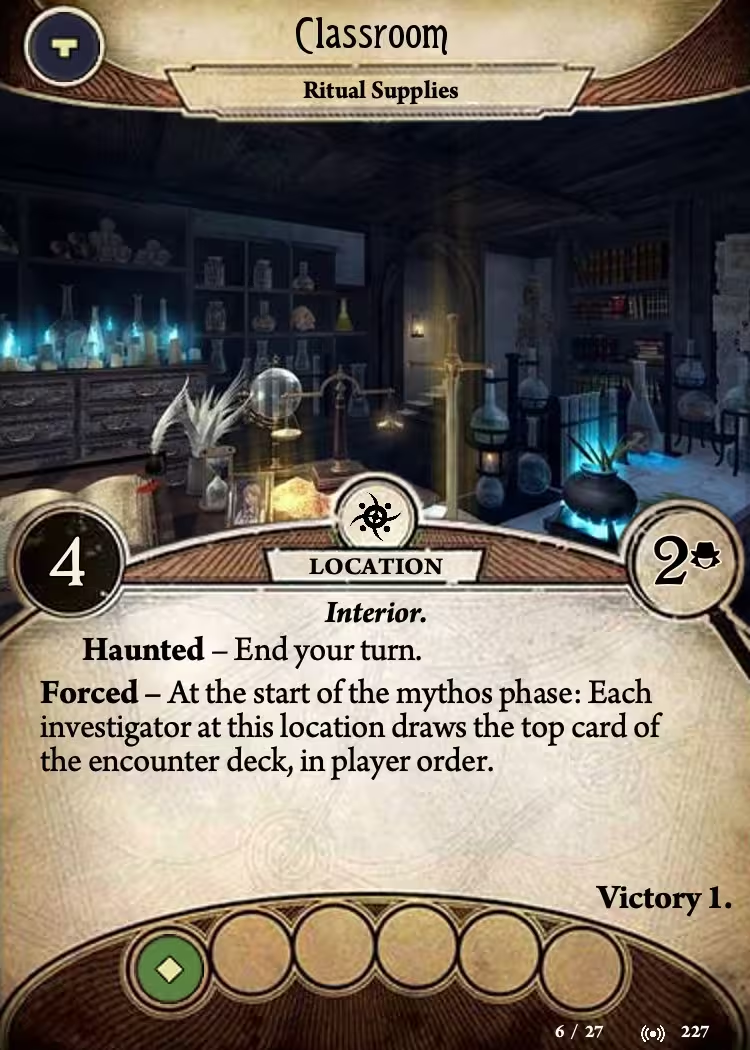 Classroom
Ritual Supplies
4
LOCATION
2
Interior.
Haunted – End your turn.
Forced – At the start of the mythos phase: Each
investigator at this location draws the top card of
the encounter deck, in player order.
Victory 1.
6 / 27 227